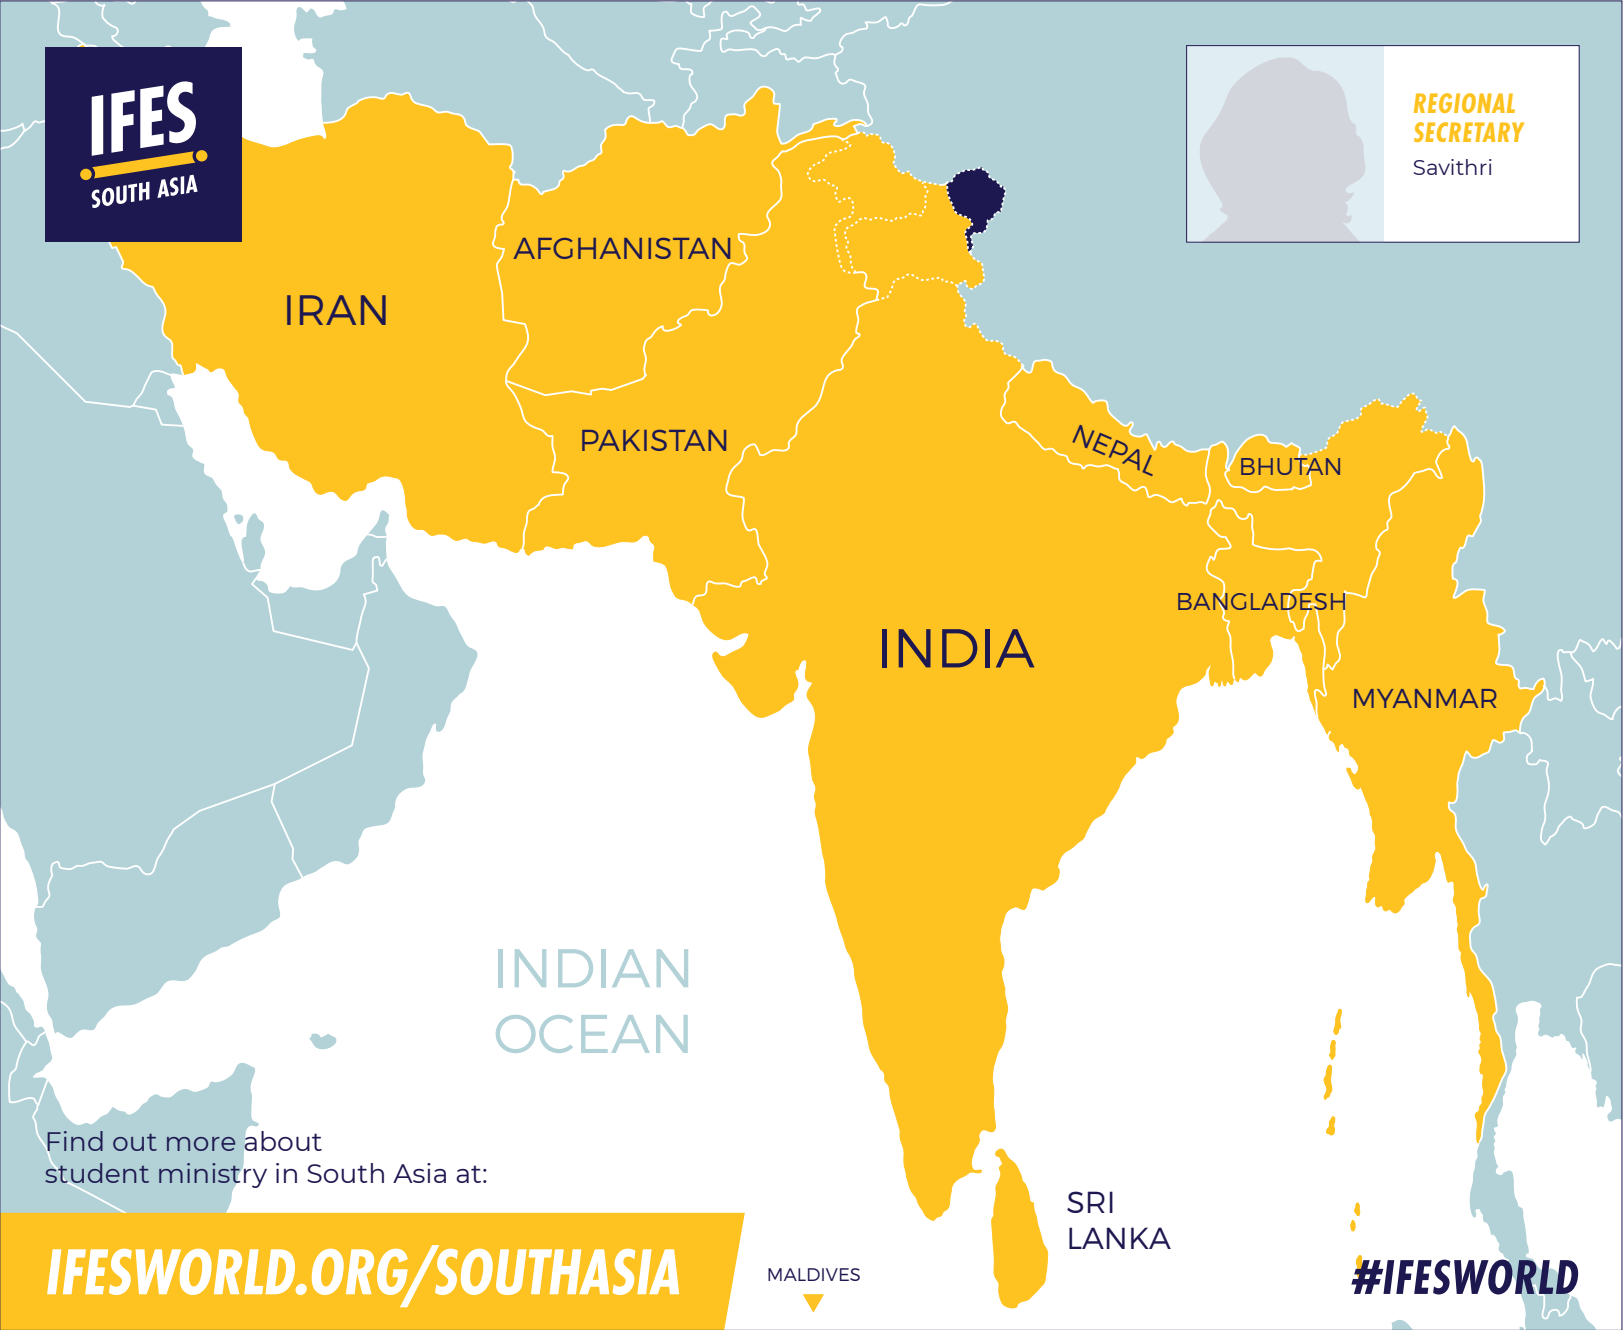 IFES
SOUTH ASIA
REGIONAL
SECRETARY
Savithri
AFGHANISTAN
IRAN
PAKISTAN
NEPAL
BHUTAN
BANGLADESH
INDIA
MYANMAR
INDIAN
OCEAN
Find out more about
student ministry in South Asia at:
IFESWORLD.ORG/SOUTHASIA
SRI
LANKA
MALDIVES
#IFESWORLD